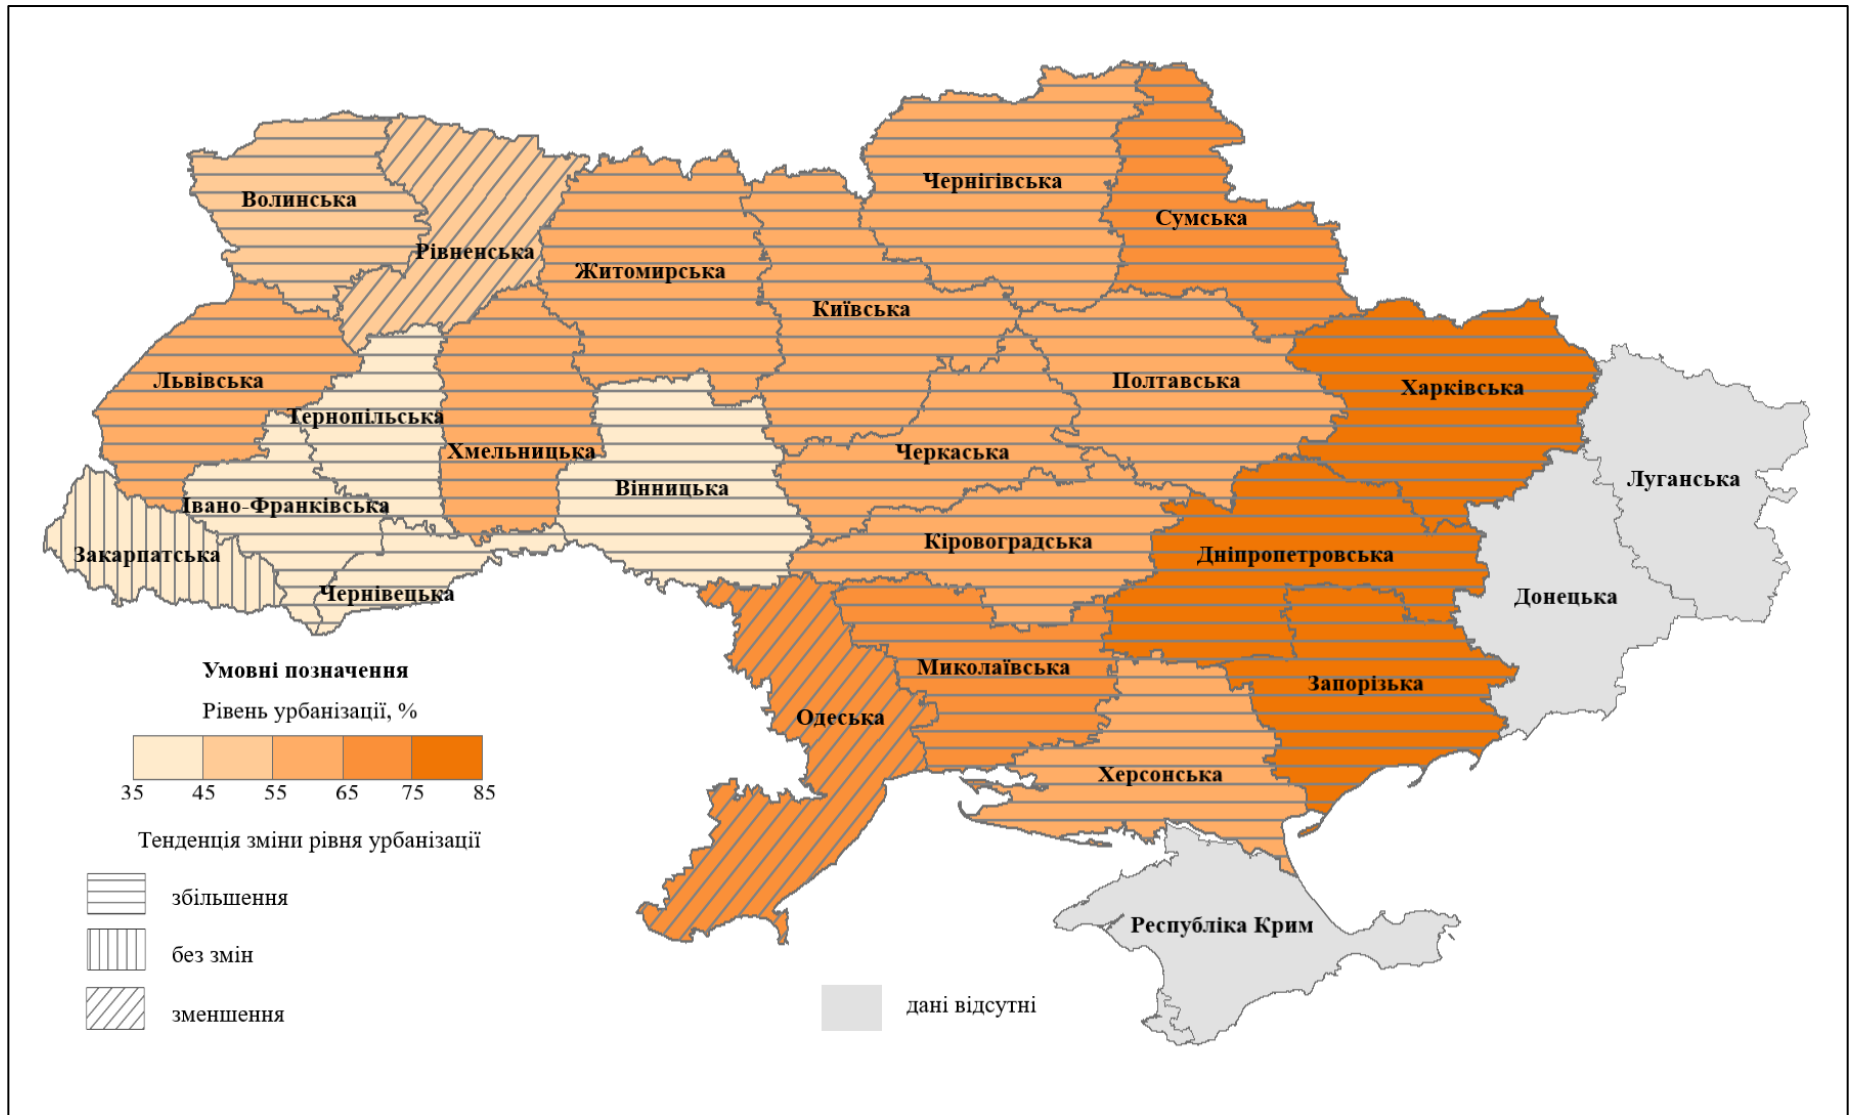 Чернігівська
Волинська
Сумська
Рівненська
Житомирська
Київська
Львівська
Полтавська
Харківська
Тернопільська
Хмельницька
Черкаська
Луганська
Вінницька
Івано-Франківська
Кіровоградська
Закарпатська
Дніпропетровська
Чернівецька
Донецька
Миколаївська
Запорізька
Одеська
Херсонська
Республіка Крим
Умовні позначення
Рівень урбанізації, %
35 45 55 65 75 85
Тенденція зміни рівня урбанізації
збільшення
без змін
зменшення
дані відсутні